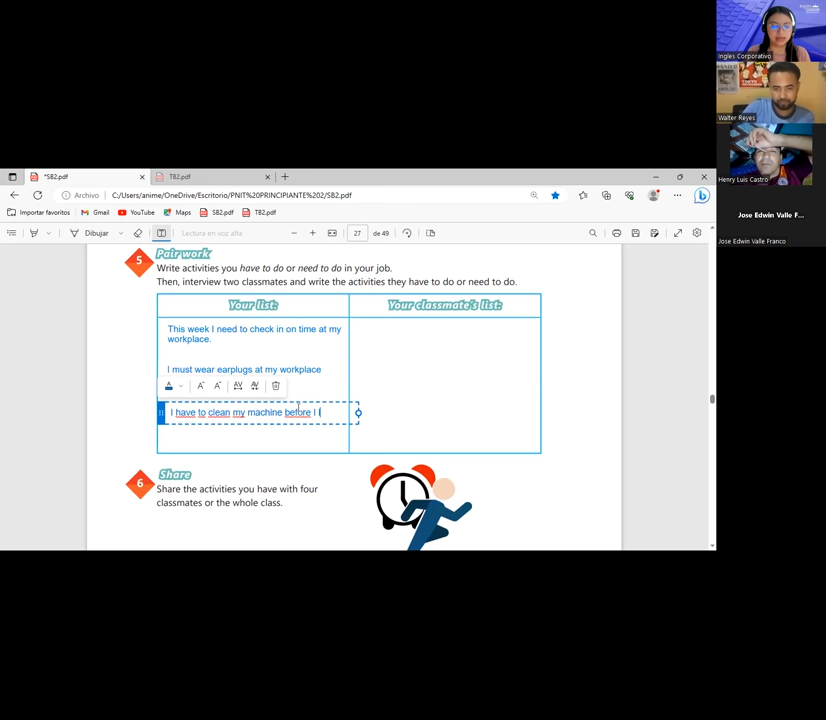 Ingles Corporativo
Walter Reyes
Henry Luis Castro
Jose Edwin Valle F...
Jose Edwin Valle Franco
*SB2.pdf
TB2.pdf
Archivo
C:/Users/anime/OneDrive/Escritorio/PNIT%20PRINCIPIANTE%202/SB2.pdf
Importar favoritos
Gmail
YouTube
Maps
SB2.pdf
TB2.pdf
Dibujar
Lectura en voz alta
27
de 49
5
Pair work
Write activities you have to do or need to do in your job.
Then, interview two classmates and write the activities they have to do or need to do.
Your list:
Your classmate's list:
This week I need to check in on time at my
workplace.
I must wear earplugs at my workplace
I have to clean my machine before I l
6
Share
Share the activities you have with four
classmates or the whole class.